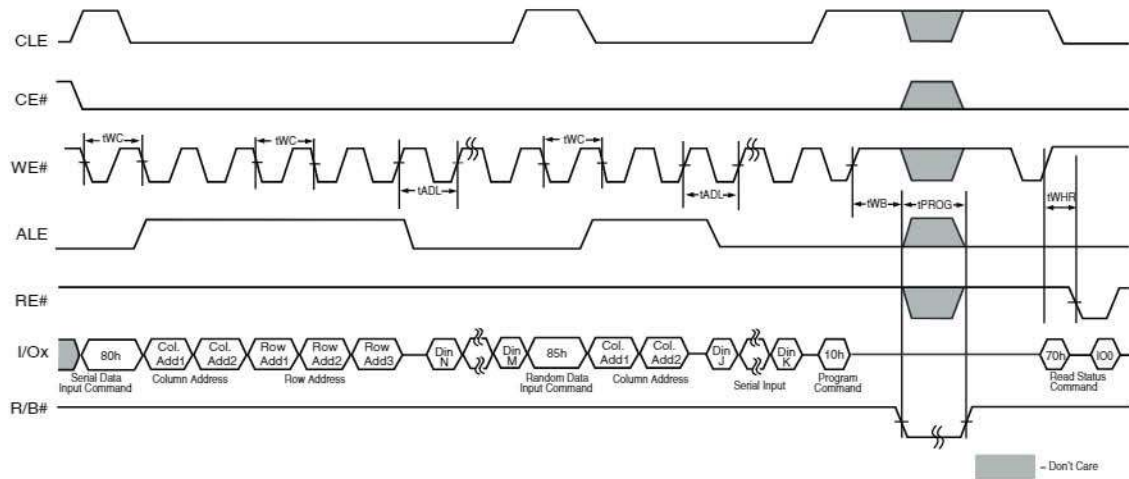 CLE
CE#
tWC
tWC
tWC
WE#
tADL
tADL
tWB
tPROG
tWHR
ALE
RE#
I/Ox
80h
Col. Add1
Col. Add2
Row Add1
Row Add2
Row Add3
Din N
Din M
85h
Col. Add1
Col. Add2
Din J
Din K
10h
70h
IO0
Serial Data Input Command
Column Address
Row Address
Random Data Input Command
Column Address
Serial Input
Program Command
Read Status Command
R/B#
= Don't Care